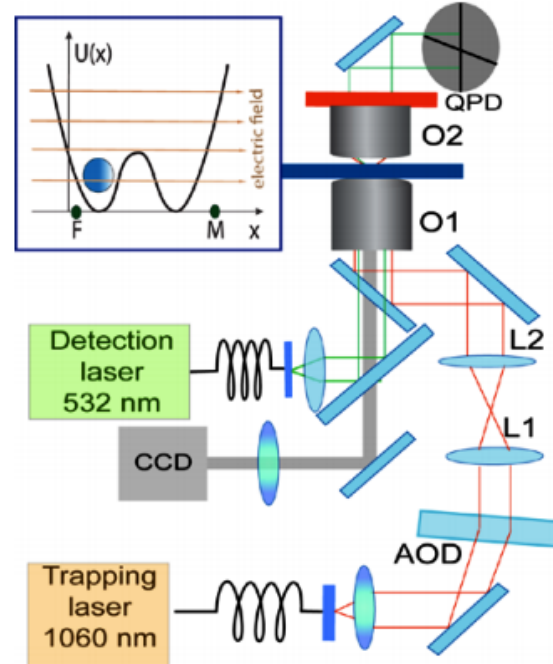 U(x)
electric field
F
M
x
QPD
O2
O1
Detection
laser
532 nm
L2
L1
CCD
AOD
Trapping
laser
1060 nm